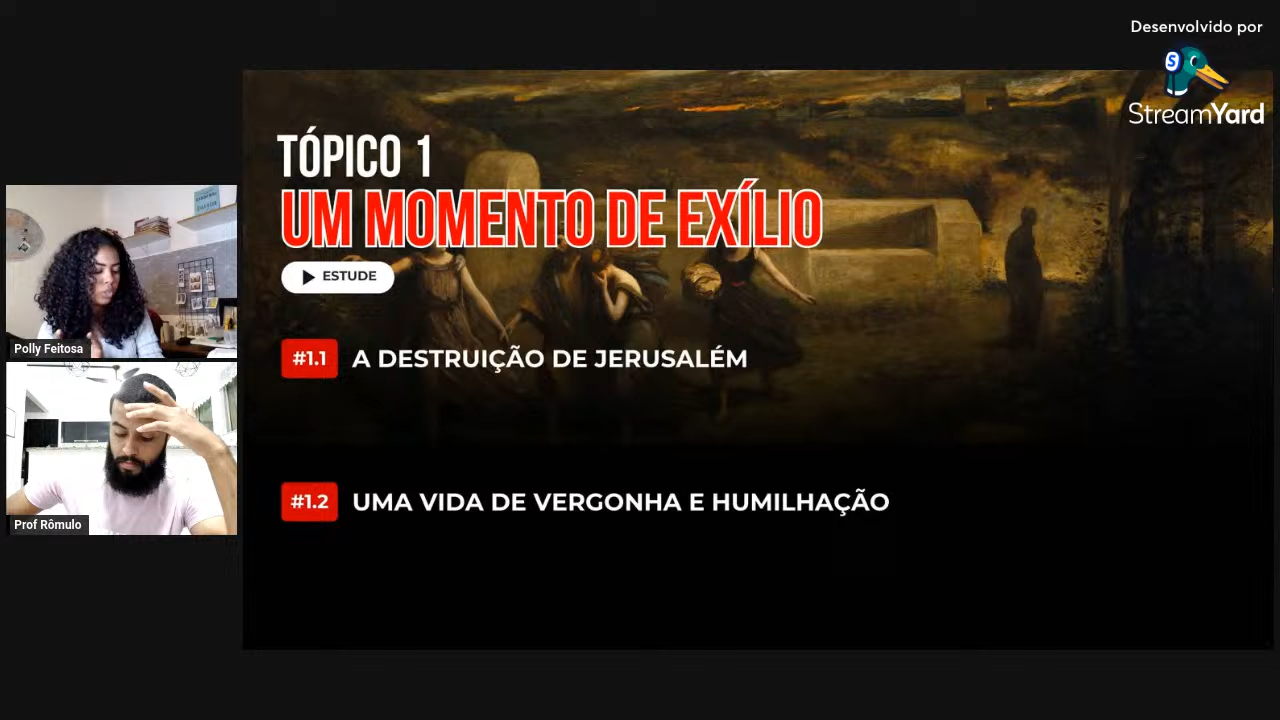 Desenvolvido por
StreamYard
TÓPICO 1
UM MOMENTO DE EXÍLIO
ESTUDE
#1.1 A DESTRUIÇÃO DE JERUSALÉM
#1.2 UMA VIDA DE VERGONHA E HUMILHAÇÃO
Polly Feitosa
Prof Rômulo